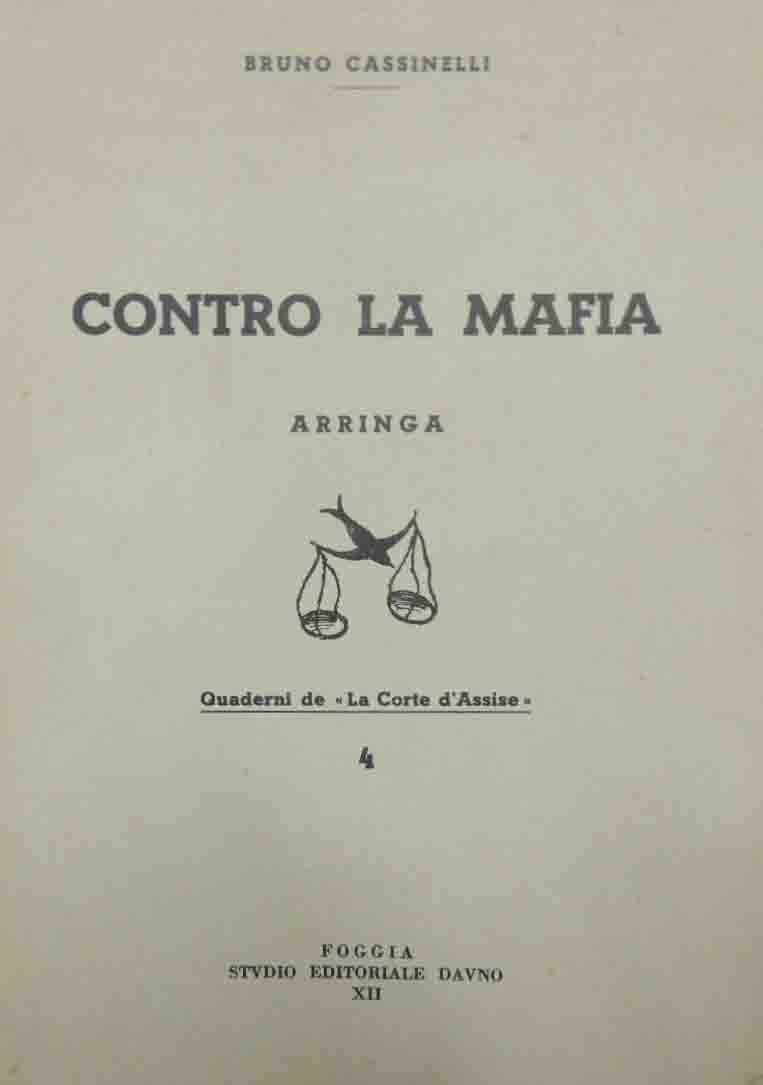 BRUNO CASSINELLI
CONTRO LA MAFIA
ARRINGA
Quaderni de «La Corte d'Assise»
4
FOGGIA
STVDIO EDITORIALE DAVNO
XII